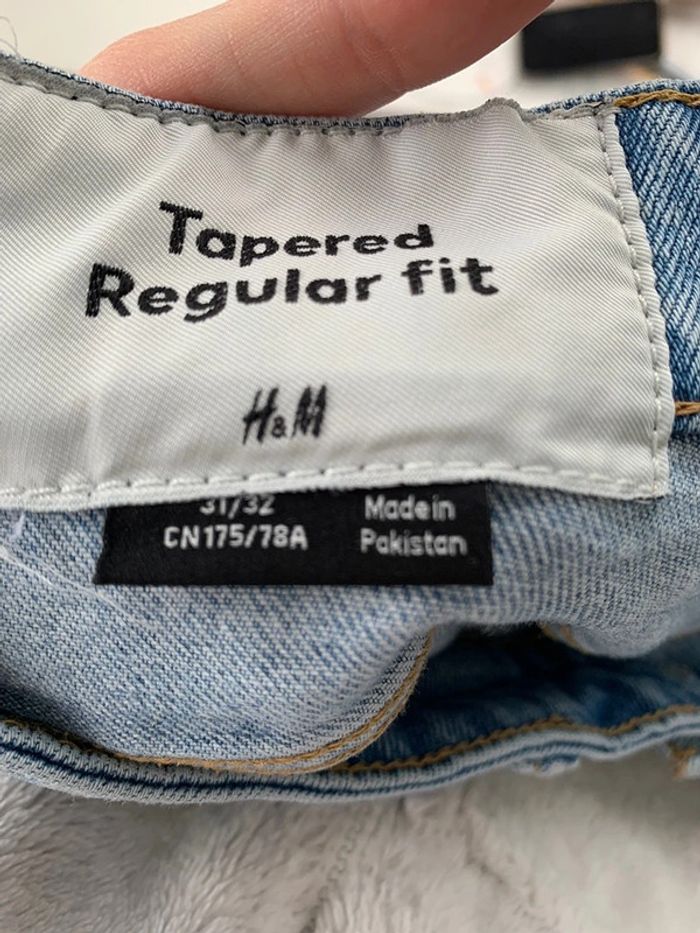 Tapered
Regular fit
H&M
31/32
CN175/78A
Made in
Pakistan